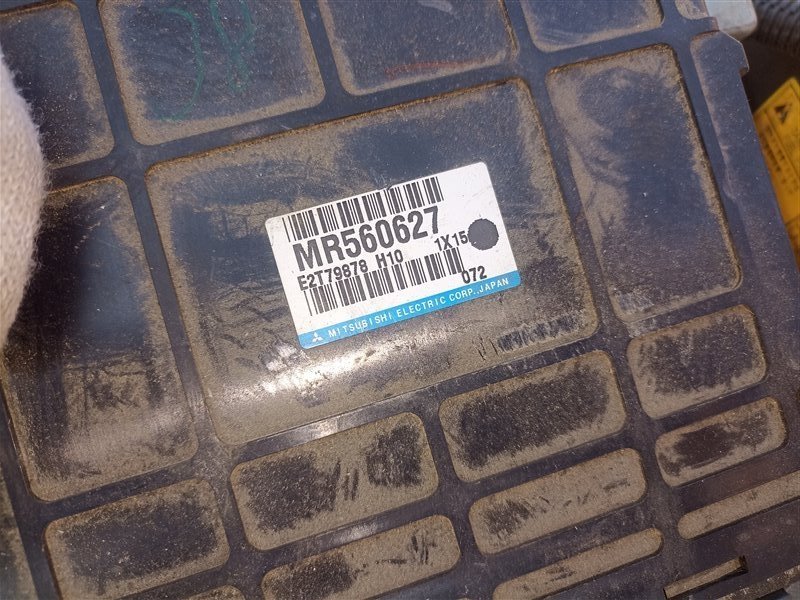 MR560627
E2T79878 H10 1X15
072
MITSUBISHI ELECTRIC CORP., JAPAN